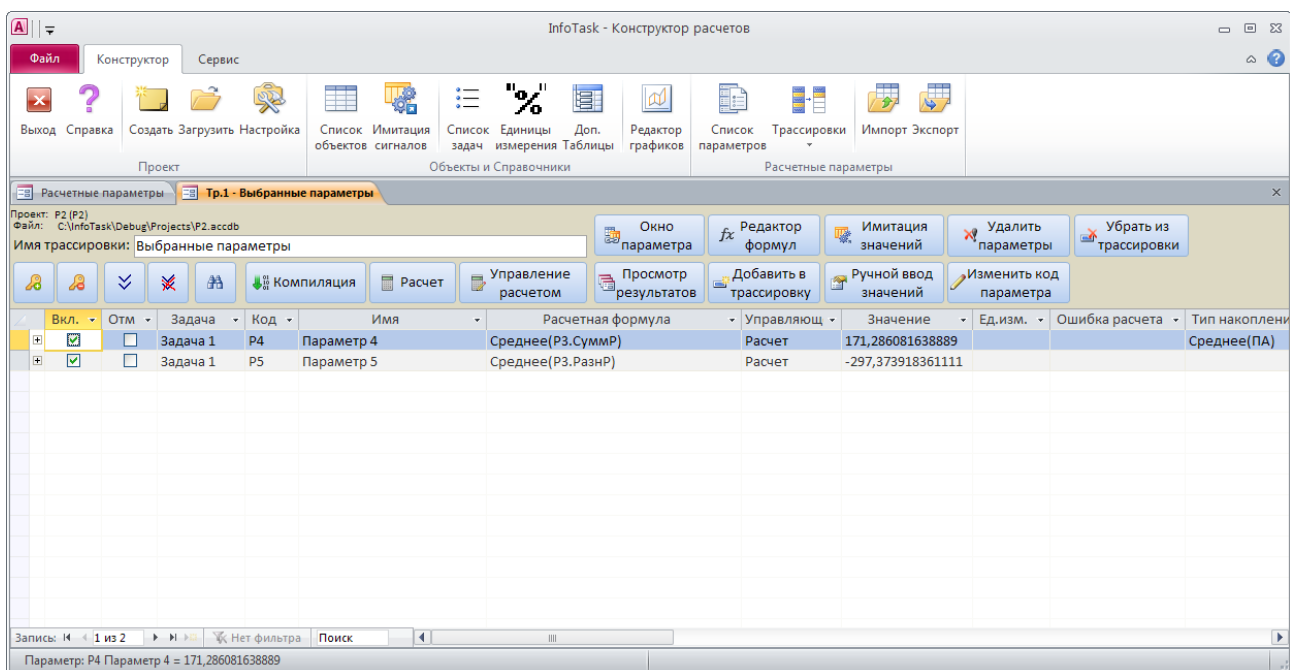 InfoTask - Конструктор расчетов
Файл Конструктор Сервис
Выход Справка Создать Загрузить Настройка Список объектов Имитация сигналов Список задач Единицы измерения Доп. Таблицы Редактор графиков Список параметров Трассировки Импорт Экспорт
Проект Объекты и Справочники Расчетные параметры
Расчетные параметры Тр.1 - Выбранные параметры
Проект: P2 (P2)
Файл: C:\InfoTask\Debug\Projects\P2.accdb
Имя трассировки: Выбранные параметры
Окно параметра Редактор формул Имитация значений Удалить параметры Убрать из трассировки
Компиляция Расчет Управление расчетом Просмотр результатов Добавить в трассировку Ручной ввод значений Изменить код параметра
Вкл. Отм Задача Код Имя Расчетная формула Управляющ Значение Ед.изм. Ошибка расчета Тип накоплени
Задача 1 P4 Параметр 4 Среднее(P3.СуммP) Расчет 171,286081638889 Среднее(ПА)
Задача 1 P5 Параметр 5 Среднее(P3.РазнP) Расчет -297,373918361111
Запись: 1 из 2 Нет фильтра Поиск
Параметр: P4 Параметр 4 = 171,286081638889